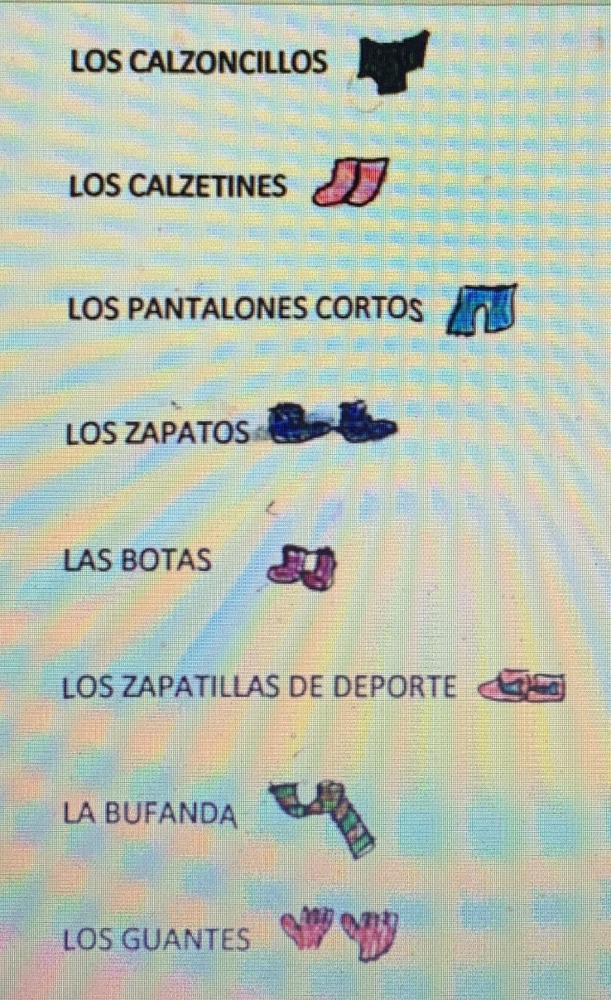 LOS CALZONCILLOS
LOS CALZETINES
LOS PANTALONES CORTOS
LOS ZAPATOS
LAS BOTAS
LOS ZAPATILLAS DE DEPORTE
LA BUFANDA
LOS GUANTES